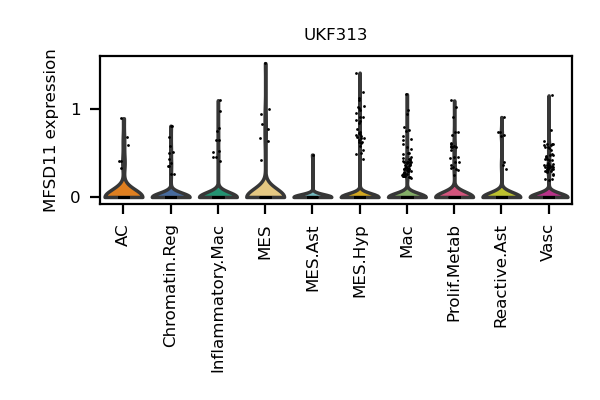 UKF313
MFSD11 expression
1
0
AC
Chromatin.Reg
Inflammatory.Mac
MES
MES.Ast
MES.Hyp
Mac
Prolif.Metab
Reactive.Ast
Vasc